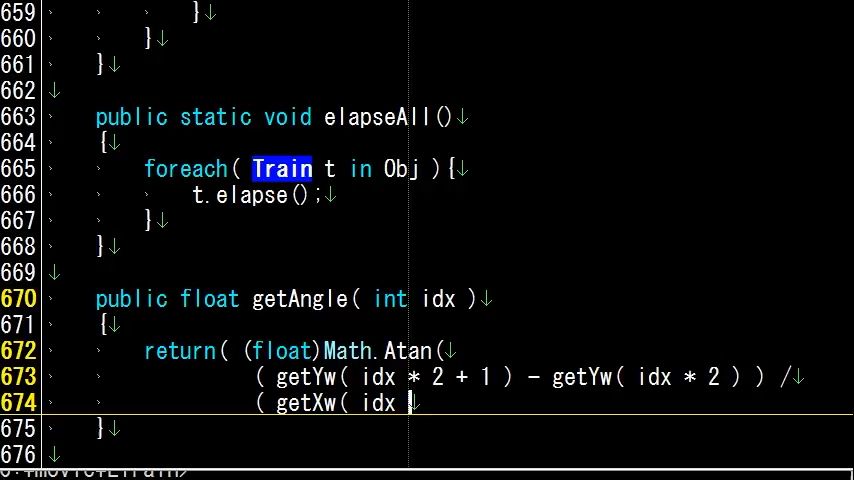 659 }↓
660 }↓
661 }↓
662 ↓
663 public static void elapseAll()↓
664 {↓
665 foreach( Train t in Obj ){↓
666 t.elapse();↓
667 }↓
668 }↓
669 ↓
670 public float getAngle( int idx )↓
671 {↓
672 return( (float)Math.Atan(↓
673 ( getYw( idx * 2 + 1 ) - getYw( idx * 2 ) ) /↓
674 ( getXw( idx ↓
675 }↓
676 ↓